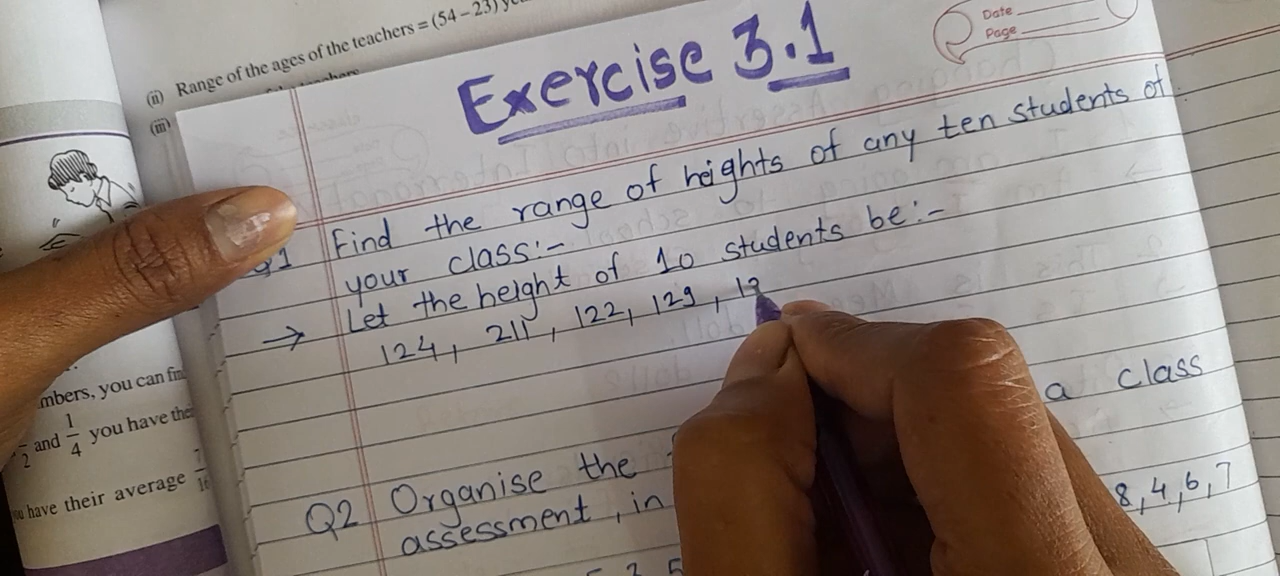 (ii) Range of the ages of the teachers = (54 – 23) ye
(iii)
Date
Page
Exercise 3.1
Q1 Find the range of heights of any ten students of
your class:-
→ Let the height of 10 students be:-
124, 211, 122, 129, 13
mbers, you can fin
and 1/4 you have the
have their average
Q2 Organise the a class
assessment, in 8, 4, 6, 7